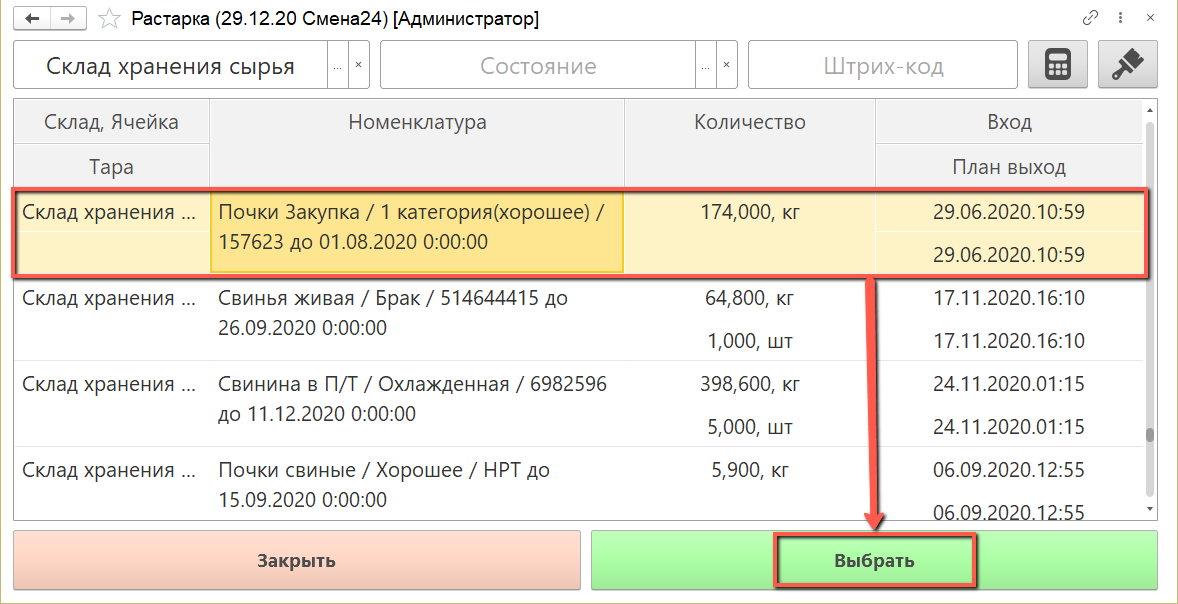 Растарка (29.12.20 Смена24) [Администратор]
Склад хранения сырья ... × Состояние ... × Штрих-код
Склад, Ячейка Номенклатура Количество Вход
Тара План выход
Склад хранения ... Почки Закупка / 1 категория(хорошее) / 174,000, кг 29.06.2020.10:59
157623 до 01.08.2020 0:00:00 29.06.2020.10:59
Склад хранения ... Свинья живая / Брак / 514644415 до 64,800, кг 17.11.2020.16:10
26.09.2020 0:00:00 1,000, шт 17.11.2020.16:10
Склад хранения ... Свинина в П/Т / Охлажденная / 6982596 398,600, кг 24.11.2020.01:15
до 11.12.2020 0:00:00 5,000, шт 24.11.2020.01:15
Склад хранения ... Почки свиные / Хорошее / НРТ до 5,900, кг 06.09.2020.12:55
15.09.2020 0:00:00 06.09.2020.12:55
Закрыть Выбрать